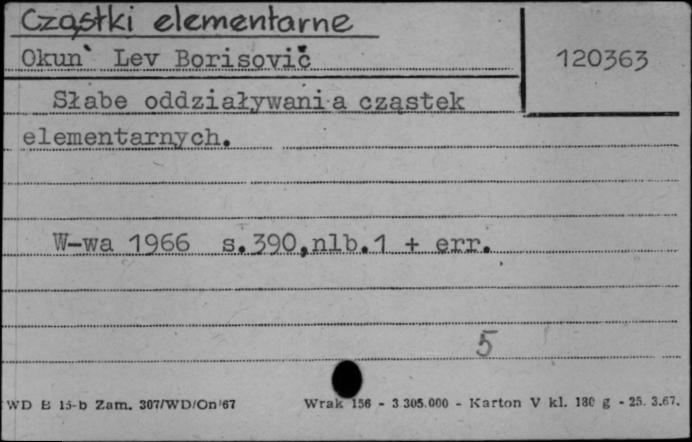 Cząstki elementarne
Okun` Lev Borisovič
120363
Słabe oddziaływania cząstek
elementarnych.
W-wa 1966 s.390,nlb.1 + err.
5
WD B 15-b Zam. 307/WD/On/67 Wrak 156 - 3 305.000 - Karton V kl. 180 g - 25. 3.67.